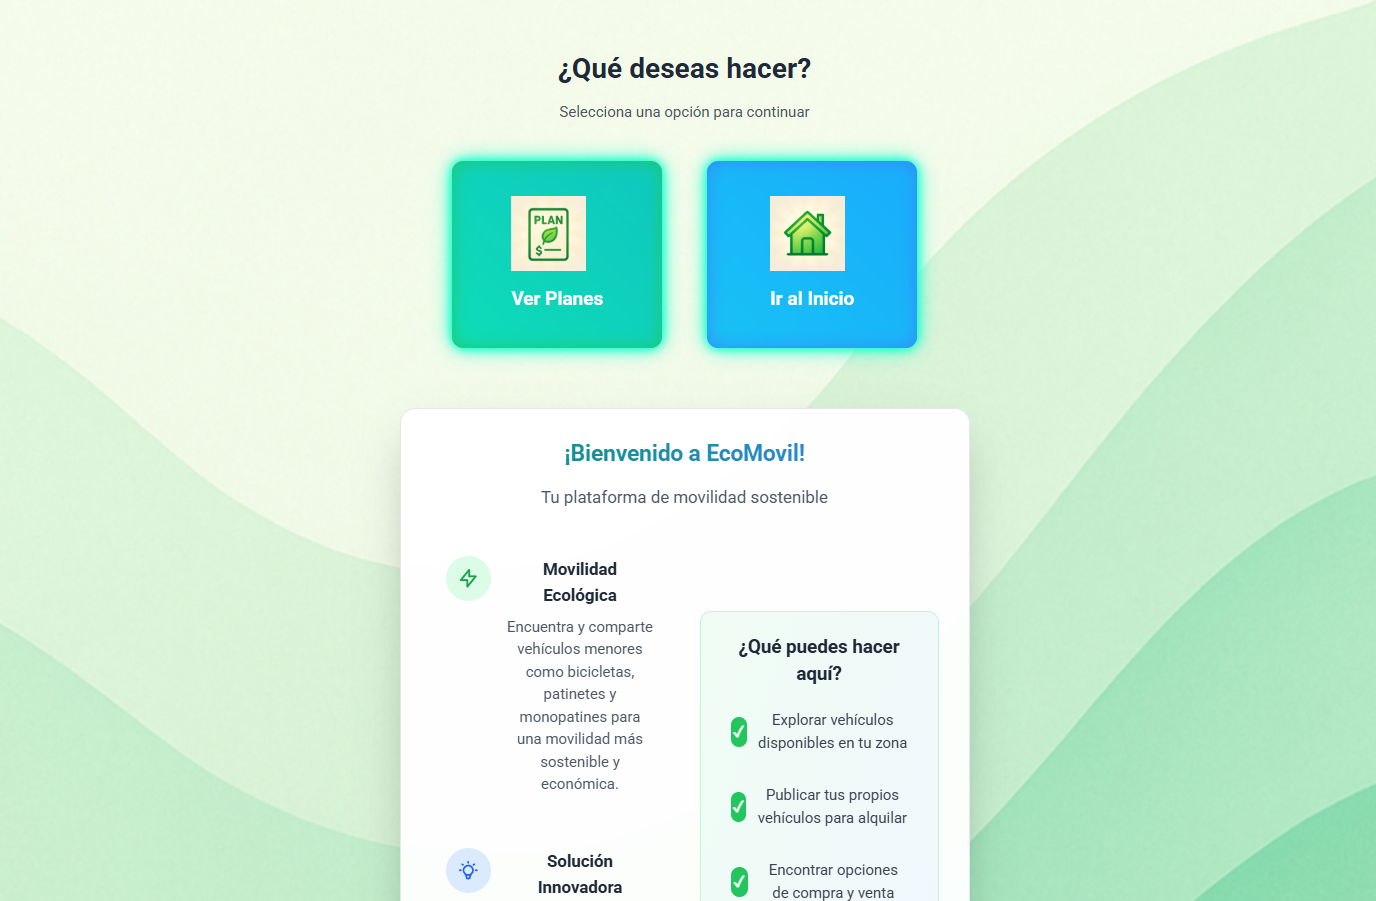 ¿Qué deseas hacer?
Selecciona una opción para continuar
PLAN
$
Ver Planes
Ir al Inicio
¡Bienvenido a EcoMovil!
Tu plataforma de movilidad sostenible
Movilidad
Ecológica
Encuentra y comparte
vehículos menores
como bicicletas,
patinetes y
monopatines para
una movilidad más
sostenible y
económica.
Solución
Innovadora
¿Qué puedes hacer
aquí?
Explorar vehículos
disponibles en tu zona
Publicar tus propios
vehículos para alquilar
Encontrar opciones
de compra y venta